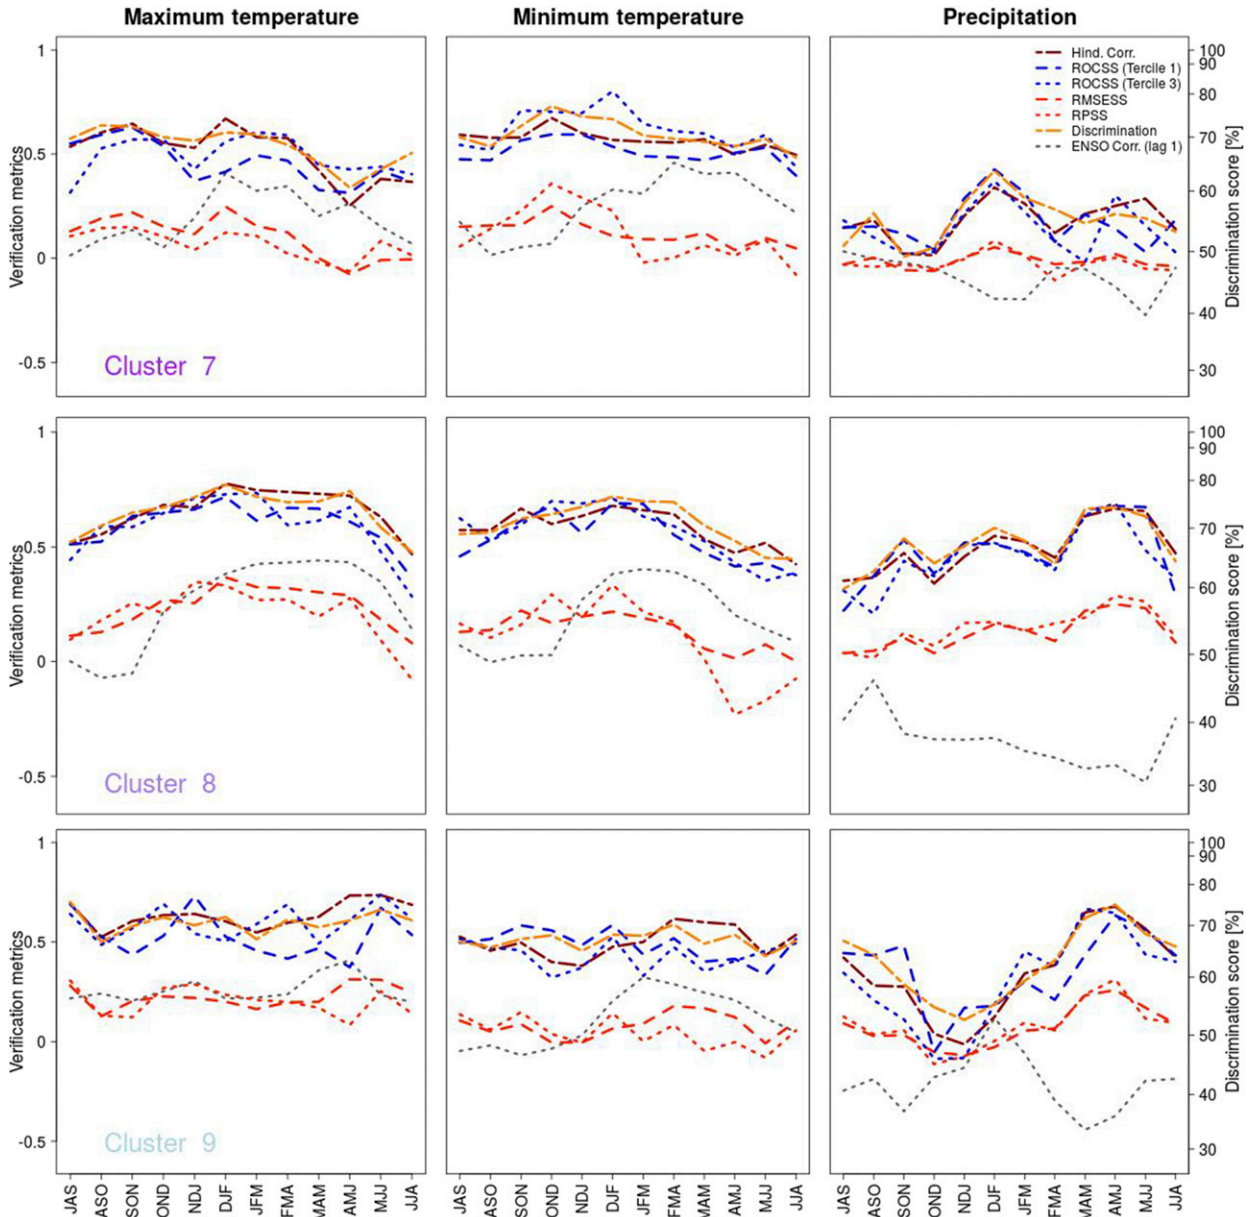 Maximum temperature
Minimum temperature
Precipitation
Verification metrics
1
0.5
0
-0.5
Cluster 7
Hind. Corr.
ROCSS (Tercile 1)
ROCSS (Tercile 3)
RMSESS
RPSS
Discrimination
ENSO Corr. (lag 1)
100
90
80
70
60
50
40
30
Discrimination score [%]
Verification metrics
1
0.5
0
-0.5
Cluster 8
100
90
80
70
60
50
40
30
Discrimination score [%]
Verification metrics
1
0.5
0
-0.5
Cluster 9
100
90
80
70
60
50
40
30
Discrimination score [%]
JAS
ASO
SON
OND
NDJ
DJF
JFM
FMA
MAM
AMJ
MJJ
JJA
JAS
ASO
SON
OND
NDJ
DJF
JFM
FMA
MAM
AMJ
MJJ
JJA
JAS
ASO
SON
OND
NDJ
DJF
JFM
FMA
MAM
AMJ
MJJ
JJA